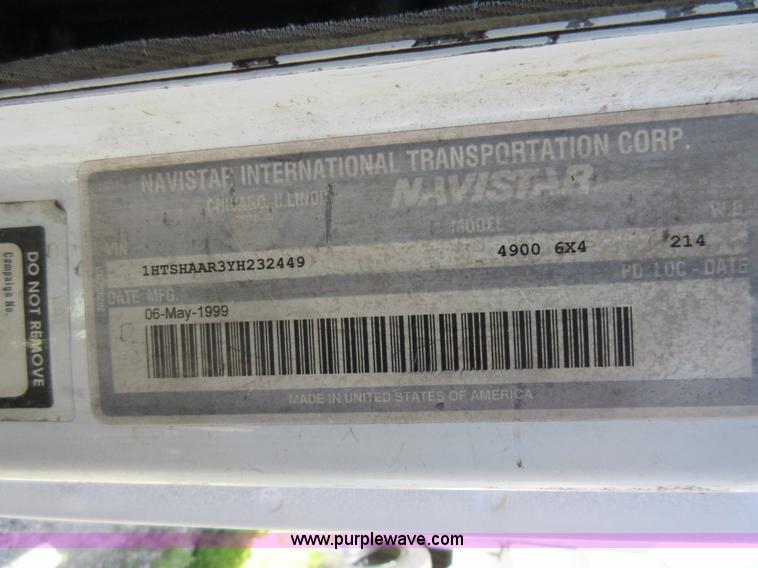 NAVISTAR INTERNATIONAL TRANSPORTATION CORP.
CHICAGO, ILLINOIS
NAVISTAR
VIN
MODEL
W.B.
1HTSHAAR3YH232449
4900 6X4
214
DATE MFG.
PD. LOC - DATE
06-May-1999
MADE IN UNITED STATES OF AMERICA
Campaign No.
DO NOT REMOVE
www.purplewave.com